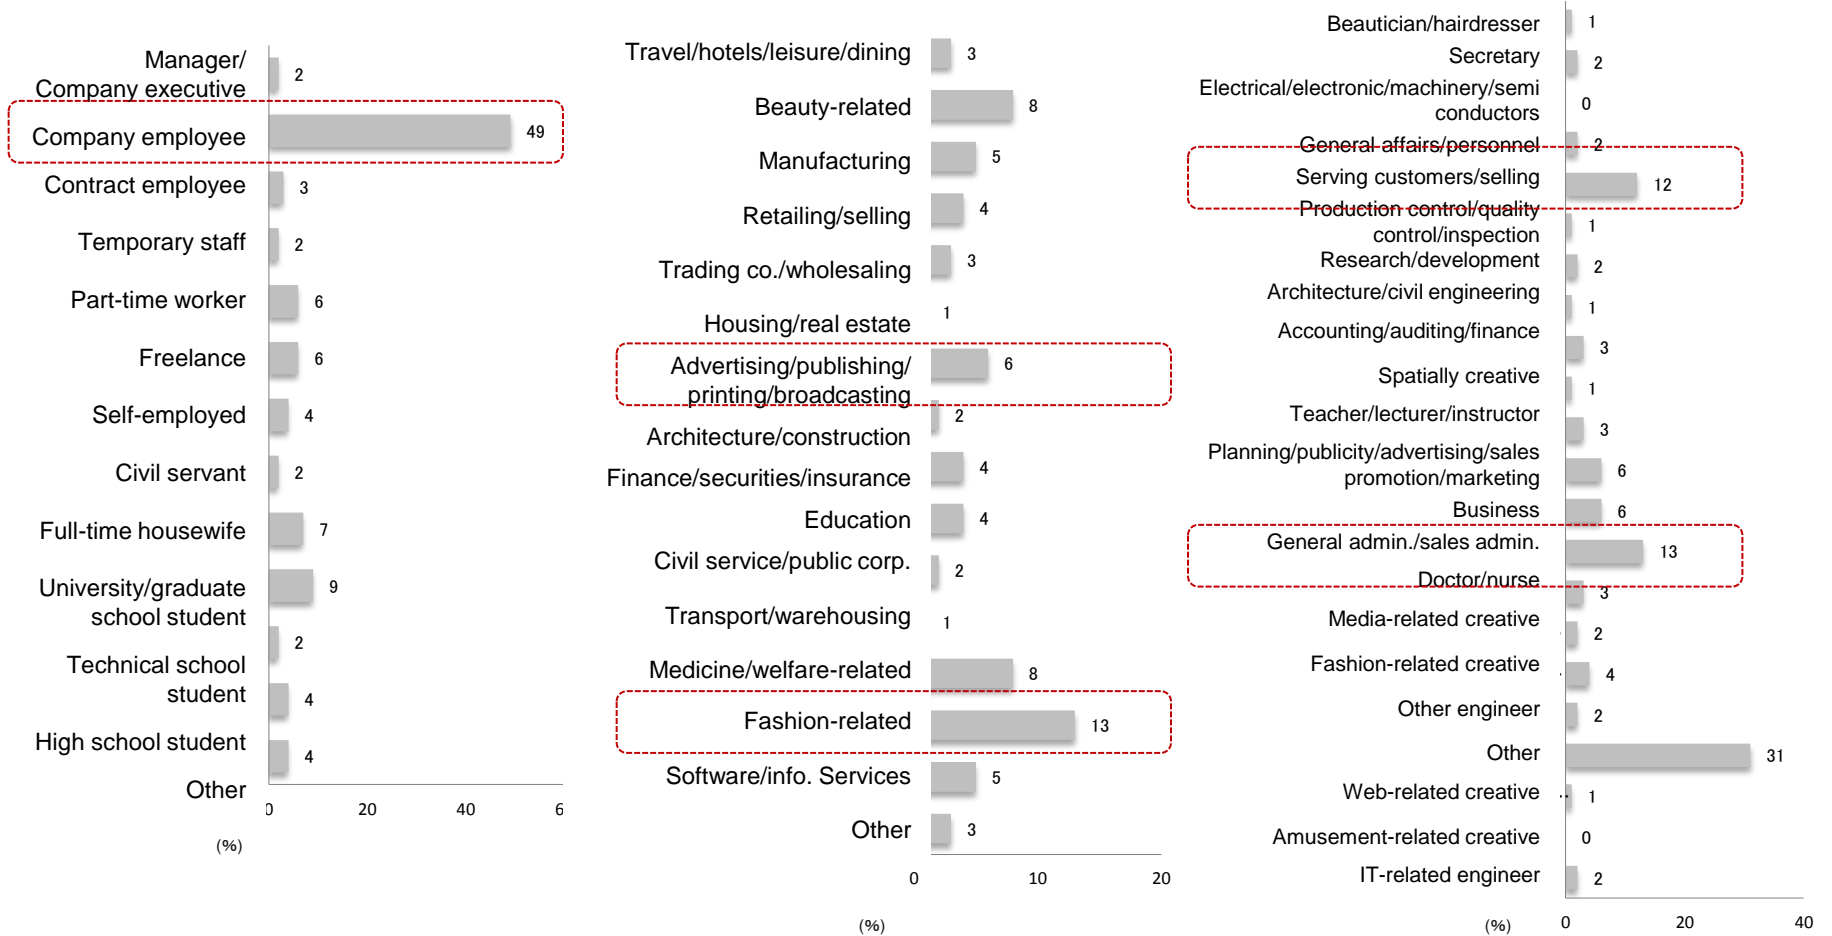 Manager/
Company executive
2
Company employee
49
Contract employee
3
Temporary staff
2
Part-time worker
6
Freelance
6
Self-employed
4
Civil servant
2
Full-time housewife
7
University/graduate
school student
9
Technical school
student
2
High school student
4
Other
4
0
20
40
6
(%)
Travel/hotels/leisure/dining
3
Beauty-related
8
Manufacturing
5
Retailing/selling
4
Trading co./wholesaling
3
Housing/real estate
1
Advertising/publishing/
printing/broadcasting
6
Architecture/construction
2
Finance/securities/insurance
4
Education
4
Civil service/public corp.
2
Transport/warehousing
1
Medicine/welfare-related
8
Fashion-related
13
Software/info. Services
5
Other
3
0
10
20
(%)
Beautician/hairdresser
1
Secretary
2
Electrical/electronic/machinery/semi
conductors
0
General affairs/personnel
2
Serving customers/selling
12
Production control/quality
control/inspection
1
Research/development
2
Architecture/civil engineering
1
Accounting/auditing/finance
3
Spatially creative
1
Teacher/lecturer/instructor
3
Planning/publicity/advertising/sales
promotion/marketing
6
Business
6
General admin./sales admin.
13
Doctor/nurse
3
Media-related creative
2
Fashion-related creative
4
Other engineer
2
Other
31
Web-related creative
1
Amusement-related creative
0
IT-related engineer
2
(%)
0
20
40